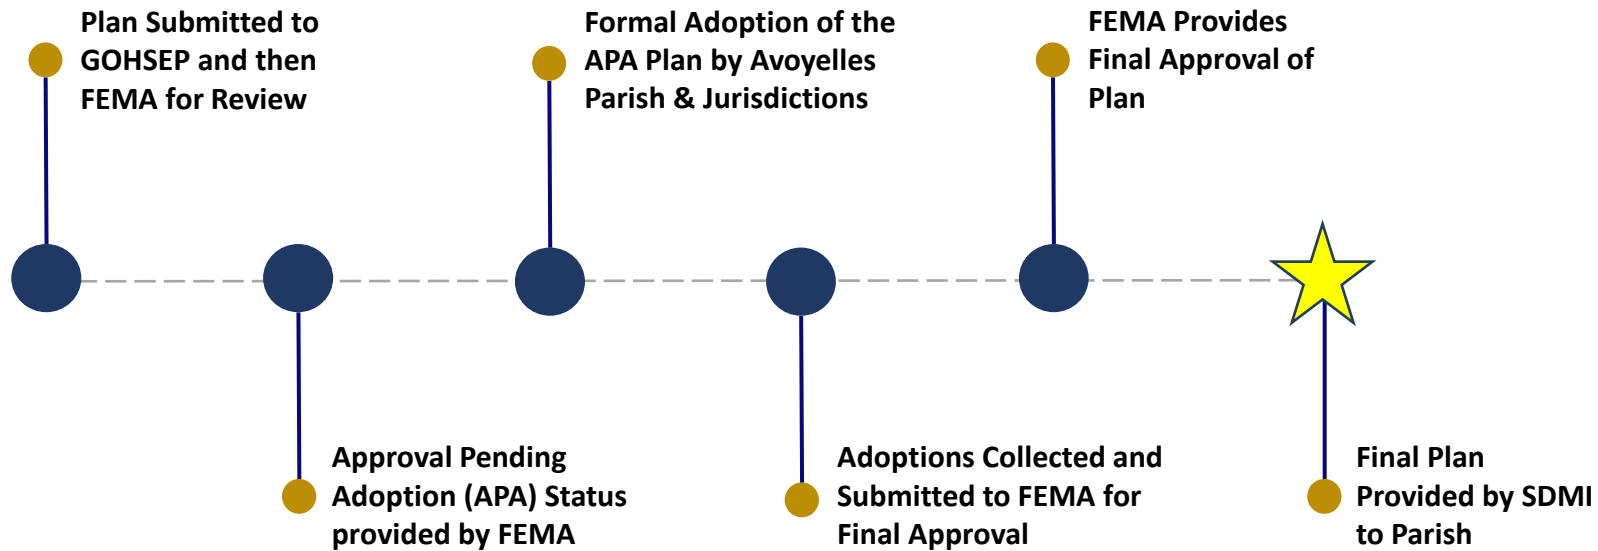 Plan Submitted to
GOHSEP and then
FEMA for Review
Approval Pending
Adoption (APA) Status
provided by FEMA
Formal Adoption of the
APA Plan by Avoyelles
Parish & Jurisdictions
Adoptions Collected and
Submitted to FEMA for
Final Approval
FEMA Provides
Final Approval of
Plan
Final Plan
Provided by SDMI
to Parish